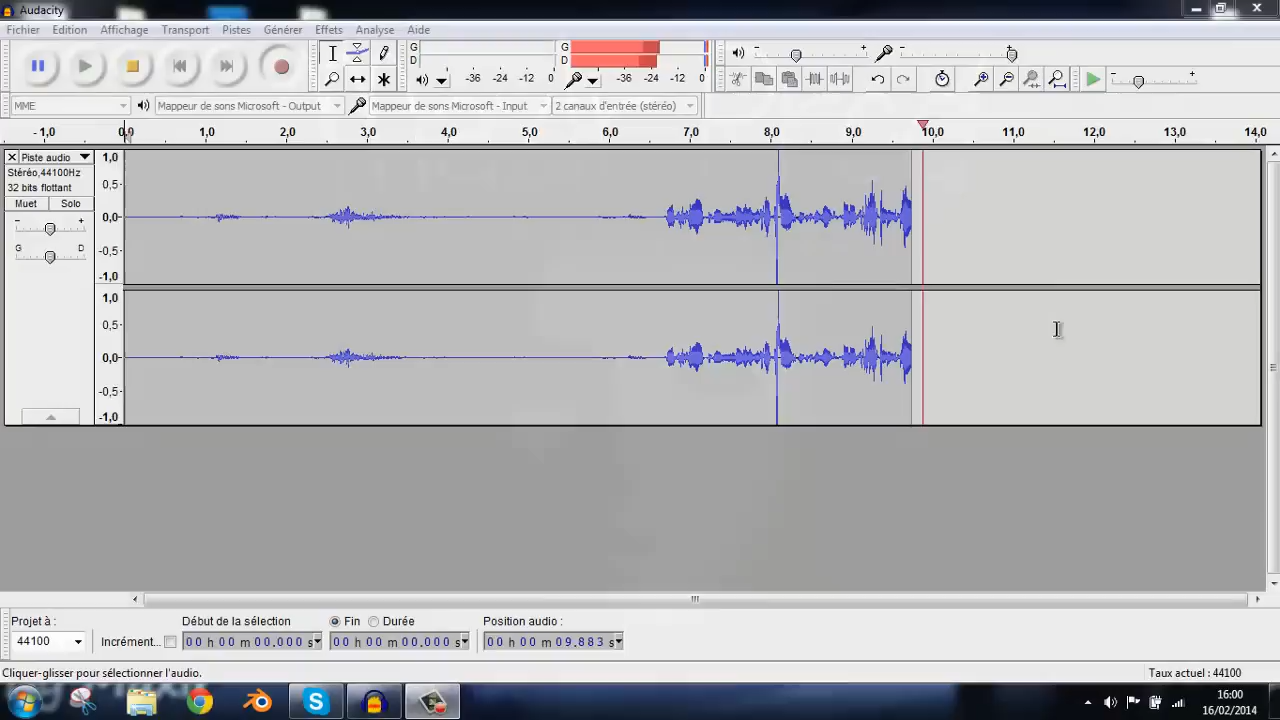 Audacity
Fichier Edition Affichage Transport Pistes Générer Effets Analyse Aide
G G
D D
-36 -24 -12 0 -36 -24 -12 0
MME Mappeur de sons Microsoft - Output Mappeur de sons Microsoft - Input 2 canaux d'entrée (stéréo)
-1,0 0,0 1,0 2,0 3,0 4,0 5,0 6,0 7,0 8,0 9,0 10,0 11,0 12,0 13,0 14,0
Piste audio
Stéréo,44100Hz
32 bits flottant
Muet Solo
- +
G D
1,0
0,5
0,0
-0,5
-1,0
1,0
0,5
0,0
-0,5
-1,0
Projet à : Début de la sélection Fin Durée Position audio :
44100 Incrément... 00 h 00 m 00.000 s 00 h 00 m 00.000 s 00 h 00 m 09.883 s
Cliquer-glisser pour sélectionner l'audio. Taux actuel : 44100
16:00
16/02/2014